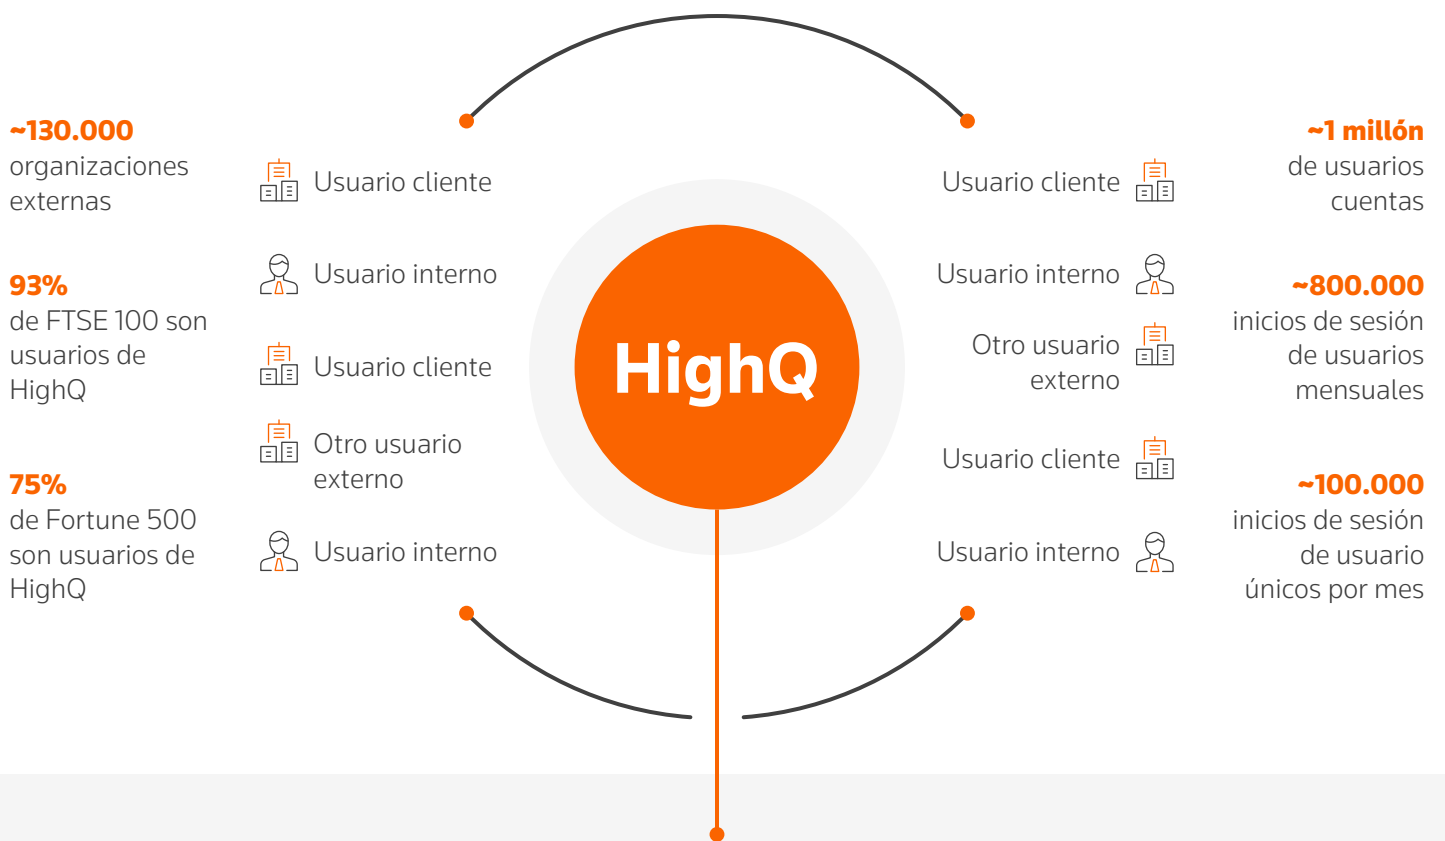 ~130.000
organizaciones
externas
93%
de FTSE 100 son
usuarios de
HighQ
75%
de Fortune 500
son usuarios de
HighQ
Usuario cliente
Usuario interno
Usuario cliente
Otro usuario
externo
Usuario interno
HighQ
Usuario cliente
Usuario interno
Otro usuario
externo
Usuario cliente
Usuario interno
~1 millón
de usuarios
cuentas
~800.000
inicios de sesión
de usuarios
mensuales
~100.000
inicios de sesión
de usuario
únicos por mes